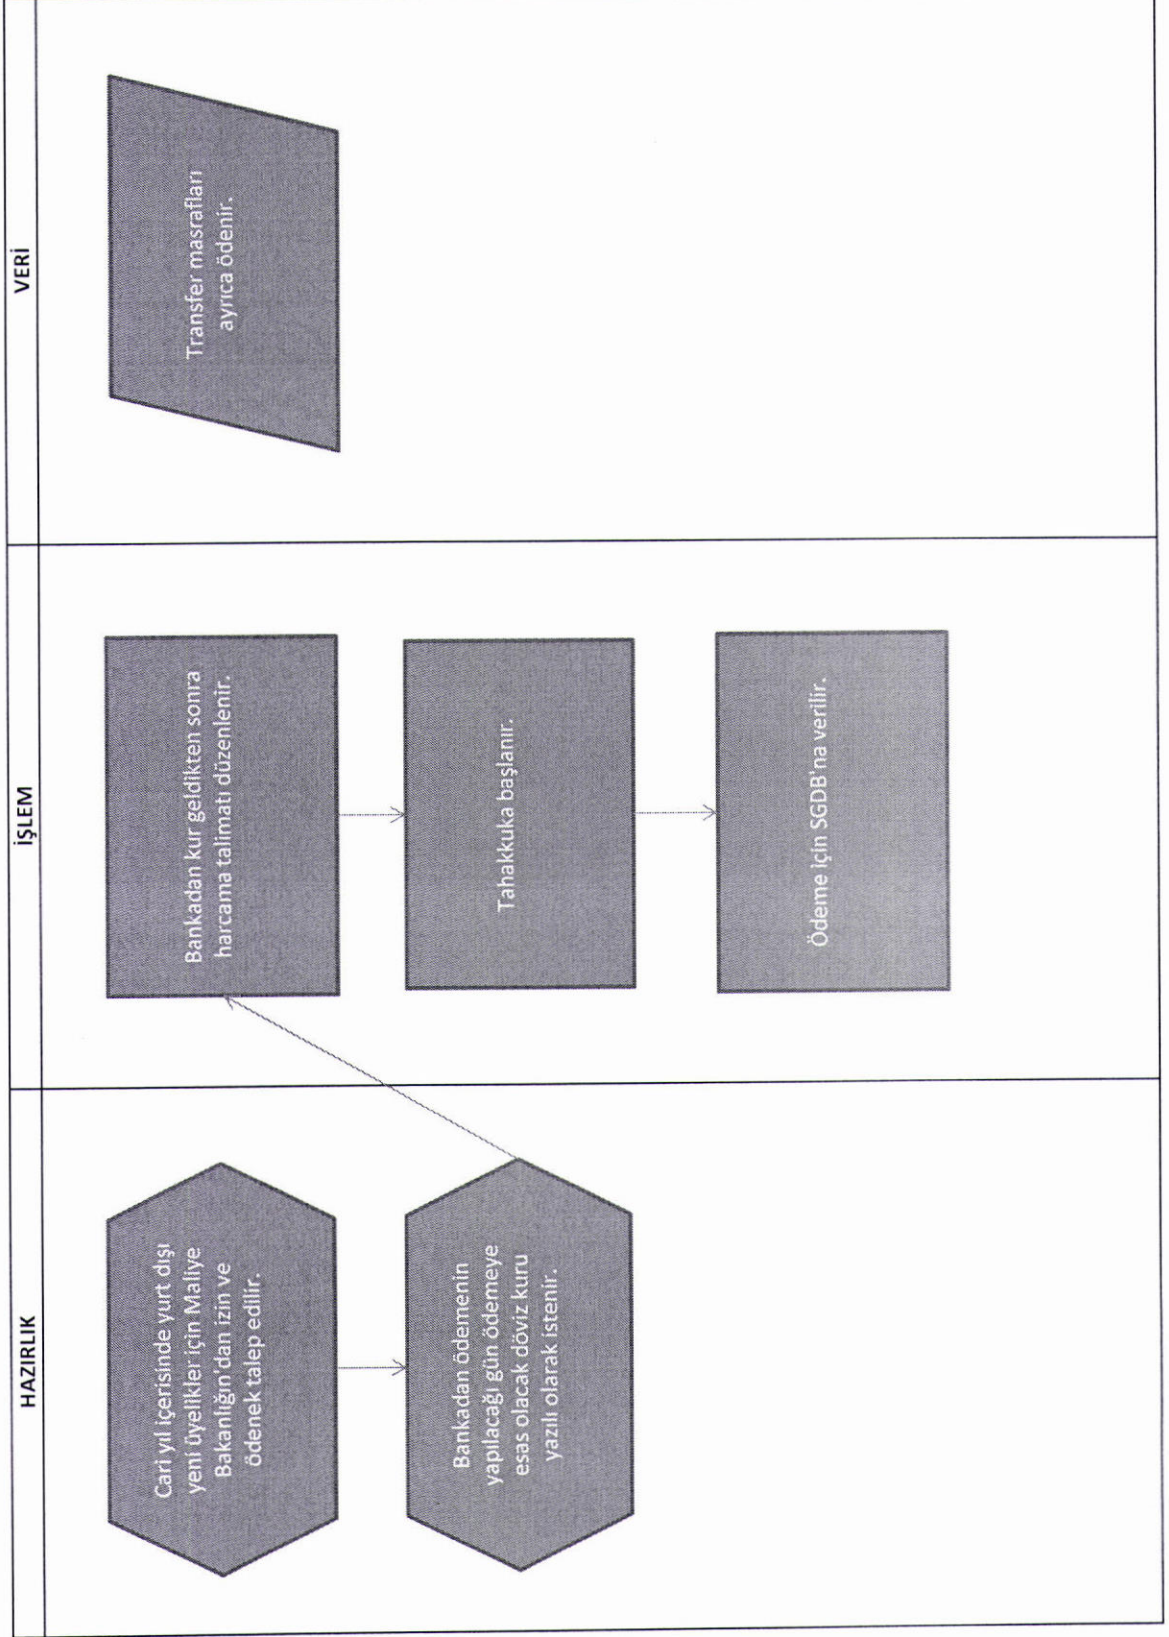 HAZIRLIK
İŞLEM
VERİ
Cari yıl içerisinde yurt dışı
yeni üyelikler için Maliye
Bakanlığın'dan izin ve
ödenek talep edilir.
Bankadan ödemenin
yapılacağı gün ödemeye
esas olacak döviz kuru
yazılı olarak istenir.
Bankadan kur geldikten sonra
harcama talimatı düzenlenir.
Tahakkuka başlanır.
Ödeme için SGDB'na verilir.
Transfer masrafları
ayrıca ödenir.